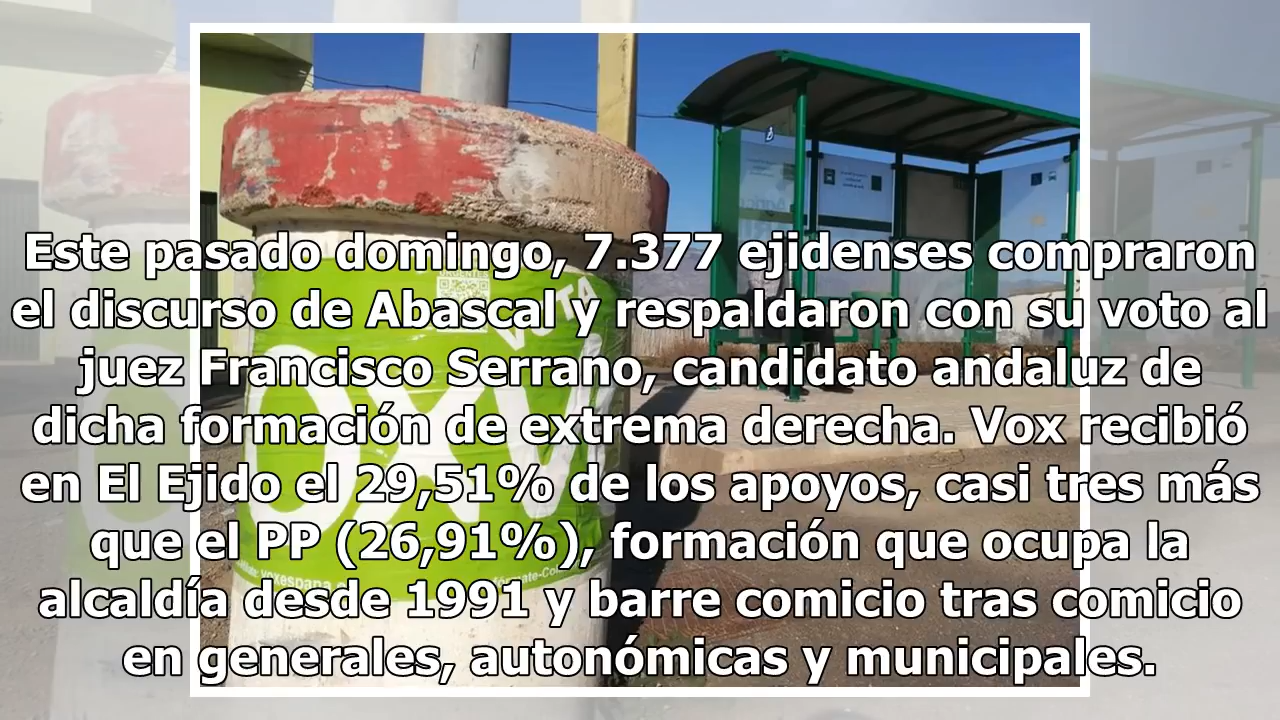 Este pasado domingo, 7.377 ejidenses compraron
el discurso de Abascal y respaldaron con su voto al
juez Francisco Serrano, candidato andaluz de
dicha formación de extrema derecha. Vox recibió
en El Ejido el 29,51% de los apoyos, casi tres más
que el PP (26,91%), formación que ocupa la
alcaldía desde 1991 y barre comicio tras comicio
en generales, autonómicas y municipales.
VOTA
OXV